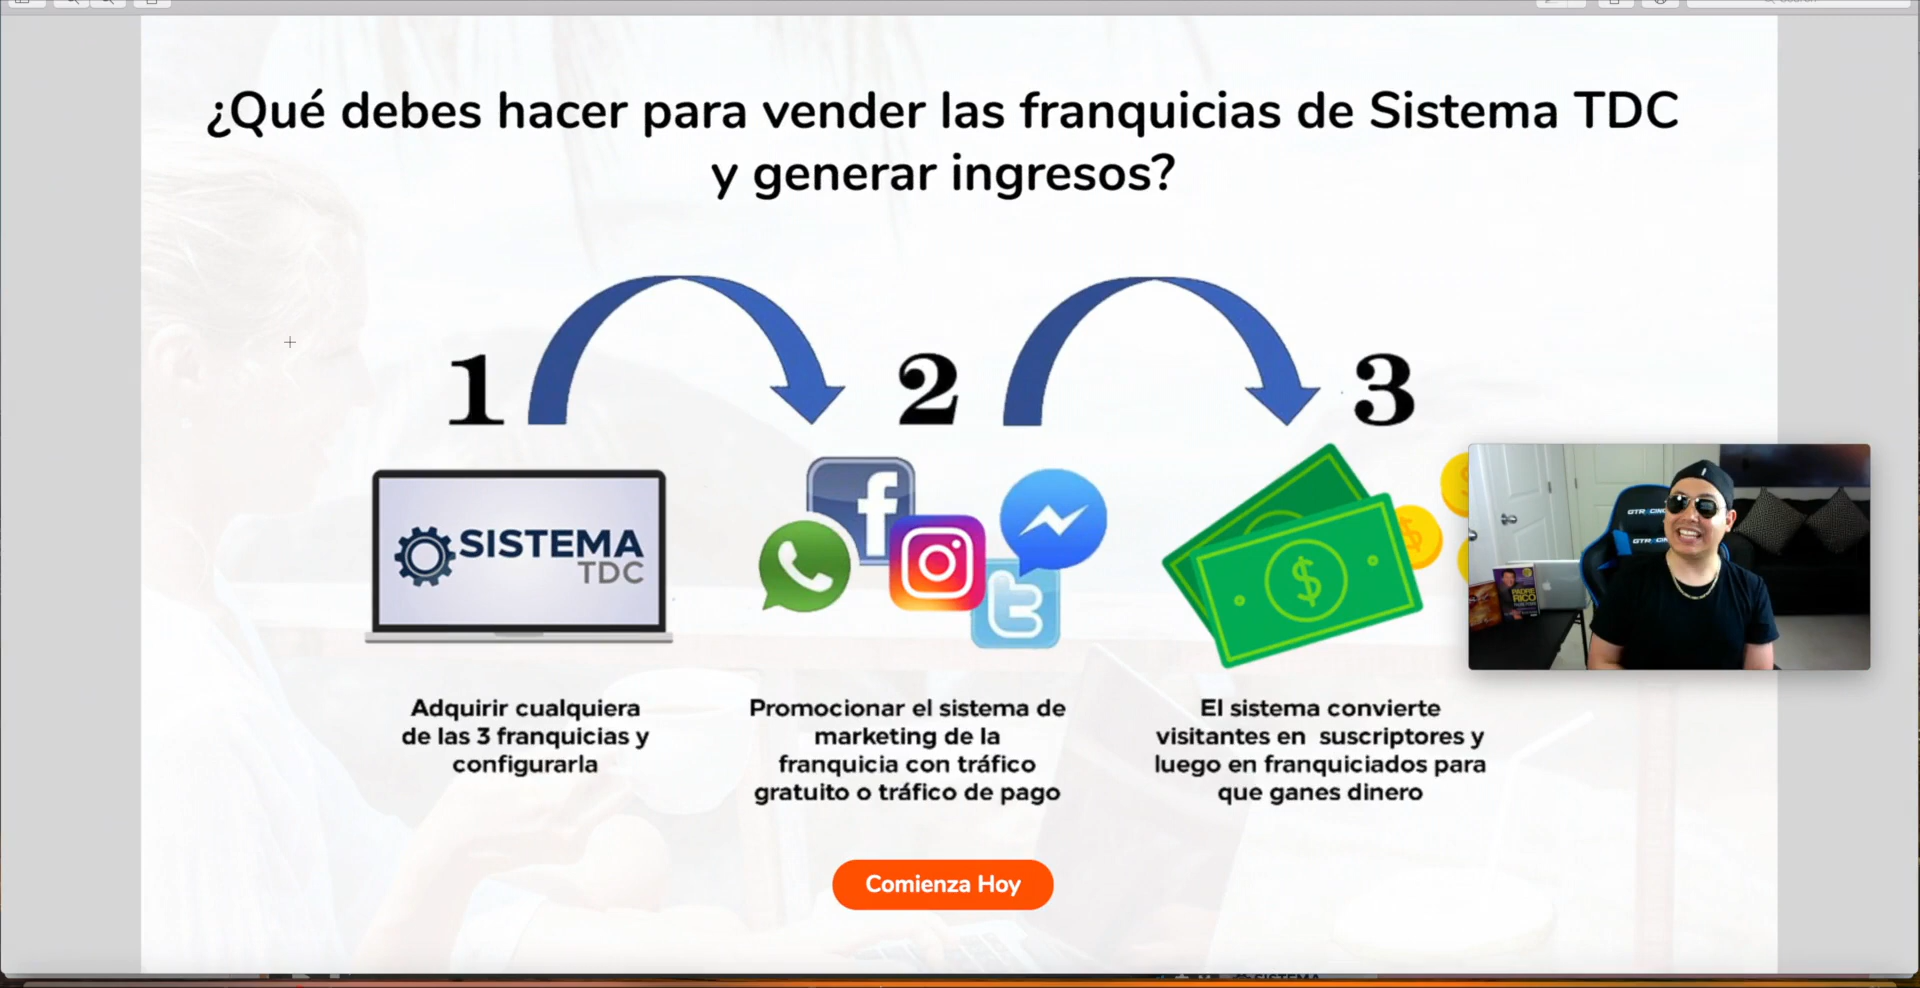 ¿Qué debes hacer para vender las franquicias de Sistema TDC
y generar ingresos?
1
2
3
SISTEMA
TDC
Adquirir cualquiera
de las 3 franquicias y
configurarla
Promocionar el sistema de
marketing de la
franquicia con tráfico
gratuito o tráfico de pago
El sistema convierte
visitantes en suscriptores y
luego en franquiciados para
que ganes dinero
PADRE
RICO
Comienza Hoy